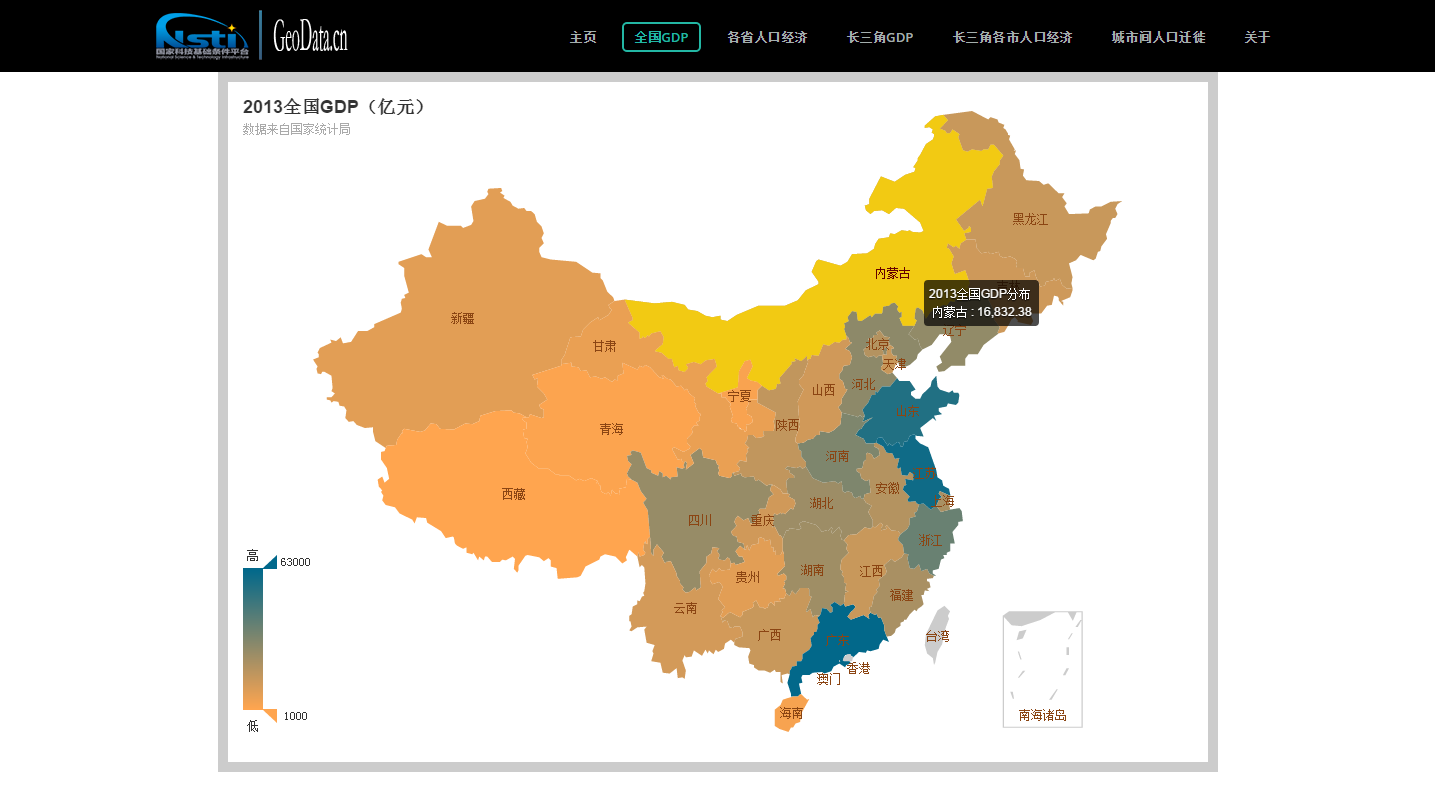 Nsti
国家科技基础条件平台
National Science & Technology Infrastructure
GeoData.cn
主页
全国GDP
各省人口经济
长三角GDP
长三角各市人口经济
城市间人口迁徙
关于
2013全国GDP（亿元）
数据来自国家统计局
黑龙江
内蒙古
吉林
2013全国GDP分布
内蒙古 : 16,832.38
新疆
辽宁
甘肃
北京
天津
河北
山西
宁夏
山东
陕西
青海
河南
江苏
安徽
西藏
上海
湖北
四川
重庆
浙江
高
63000
湖南
江西
贵州
福建
云南
广西
广东
台湾
香港
澳门
海南
南海诸岛
1000
低